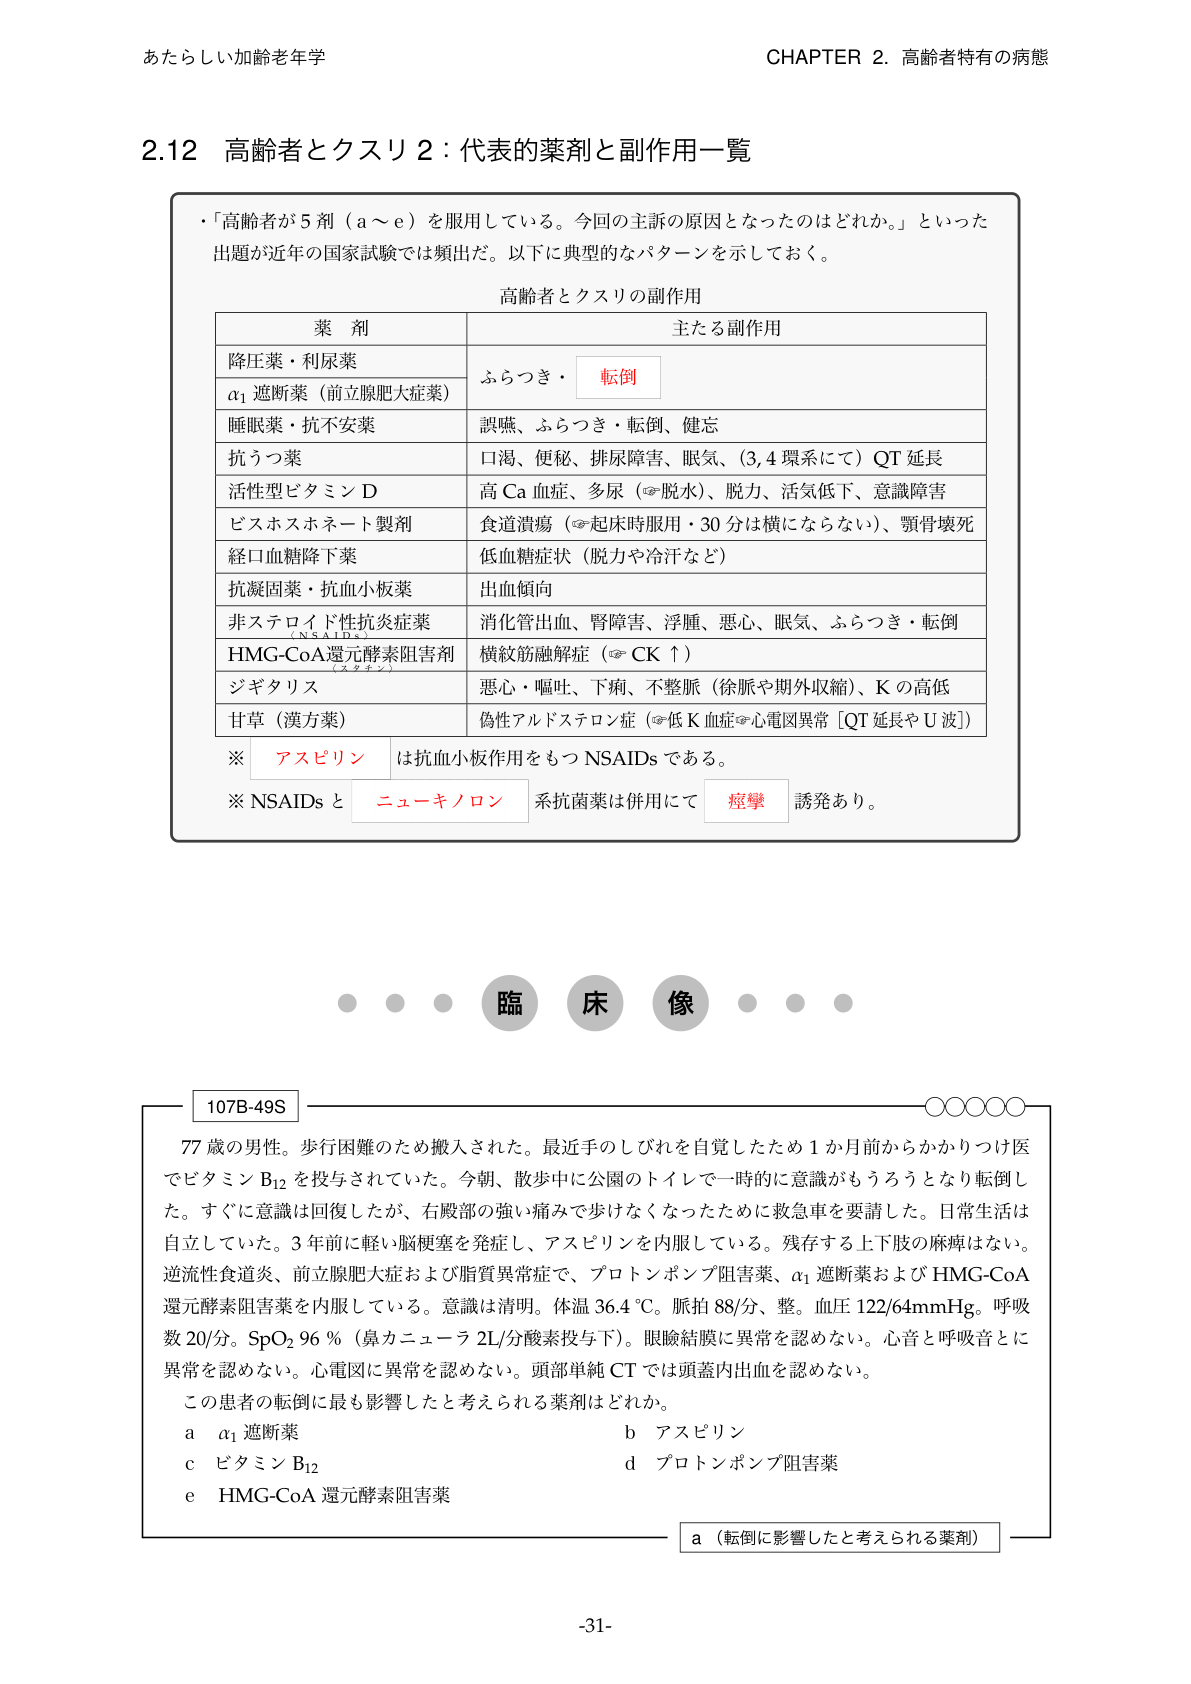 あたらしい加齢老年学
CHAPTER 2. 高齢者特有の病態
2.12 高齢者とクスリ 2：代表的薬剤と副作用一覧
・「高齢者が 5 剤（a～e）を服用している。今回の主訴の原因となったのはどれか。」といった
出題が近年の国家試験では頻出だ。以下に典型的なパターンを示しておく。
高齢者とクスリの副作用
薬 剤 主たる副作用
降圧薬・利尿薬
ふらつき・ 転倒
α1 遮断薬（前立腺肥大症薬）
睡眠薬・抗不安薬 誤嚥、ふらつき・転倒、健忘
抗うつ薬 口渇、便秘、排尿障害、眠気、（3, 4 環系にて）QT 延長
活性型ビタミン D 高 Ca 血症、多尿（☞脱水）、脱力、活気低下、意識障害
ビスホスホネート製剤 食道潰瘍（☞起床時服用・30 分は横にならない）、顎骨壊死
経口血糖降下薬 低血糖症状（脱力や冷汗など）
抗凝固薬・抗血小板薬 出血傾向
非ステロイド性抗炎症薬 消化管出血、腎障害、浮腫、悪心、眠気、ふらつき・転倒
（NSAIDs）
HMG-CoA還元酵素阻害剤 横紋筋融解症（☞ CK ↑）
（スタチン）
ジギタリス 悪心・嘔吐、下痢、不整脈（徐脈や期外収縮）、K の高低
甘草（漢方薬） 偽性アルドステロン症（☞低 K 血症☞心電図異常［QT 延長や U 波］）
※ アスピリン は抗血小板作用をもつ NSAIDs である。
※ NSAIDs と ニューキノロン 系抗菌薬は併用にて 痙攣 誘発あり。
臨 床 像
107B-49S
77 歳の男性。歩行困難のため搬入された。最近手のしびれを自覚したため 1 か月前からかかりつけ医
でビタミン B12 を投与されていた。今朝、散歩中に公園のトイレで一時的に意識がもうろうとなり転倒し
た。すぐに意識は回復したが、右殿部の強い痛みで歩けなくなったために救急車を要請した。日常生活は
自立していた。3 年前に軽い脳梗塞を発症し、アスピリンを内服している。残存する上下肢の麻痺はない。
逆流性食道炎、前立腺肥大症および脂質異常症で、プロトンポンプ阻害薬、α1 遮断薬および HMG-CoA
還元酵素阻害薬を内服している。意識は清明。体温 36.4 ℃。脈拍 88/分、整。血圧 122/64mmHg。呼吸
数 20/分。SpO2 96 %（鼻カニューラ 2L/分酸素投与下）。眼瞼結膜に異常を認めない。心音と呼吸音とに
異常を認めない。心電図に異常を認めない。頭部単純 CT では頭蓋内出血を認めない。
この患者の転倒に最も影響したと考えられる薬剤はどれか。
a α1 遮断薬 b アスピリン
c ビタミン B12 d プロトンポンプ阻害薬
e HMG-CoA 還元酵素阻害薬
a （転倒に影響したと考えられる薬剤）
-31-